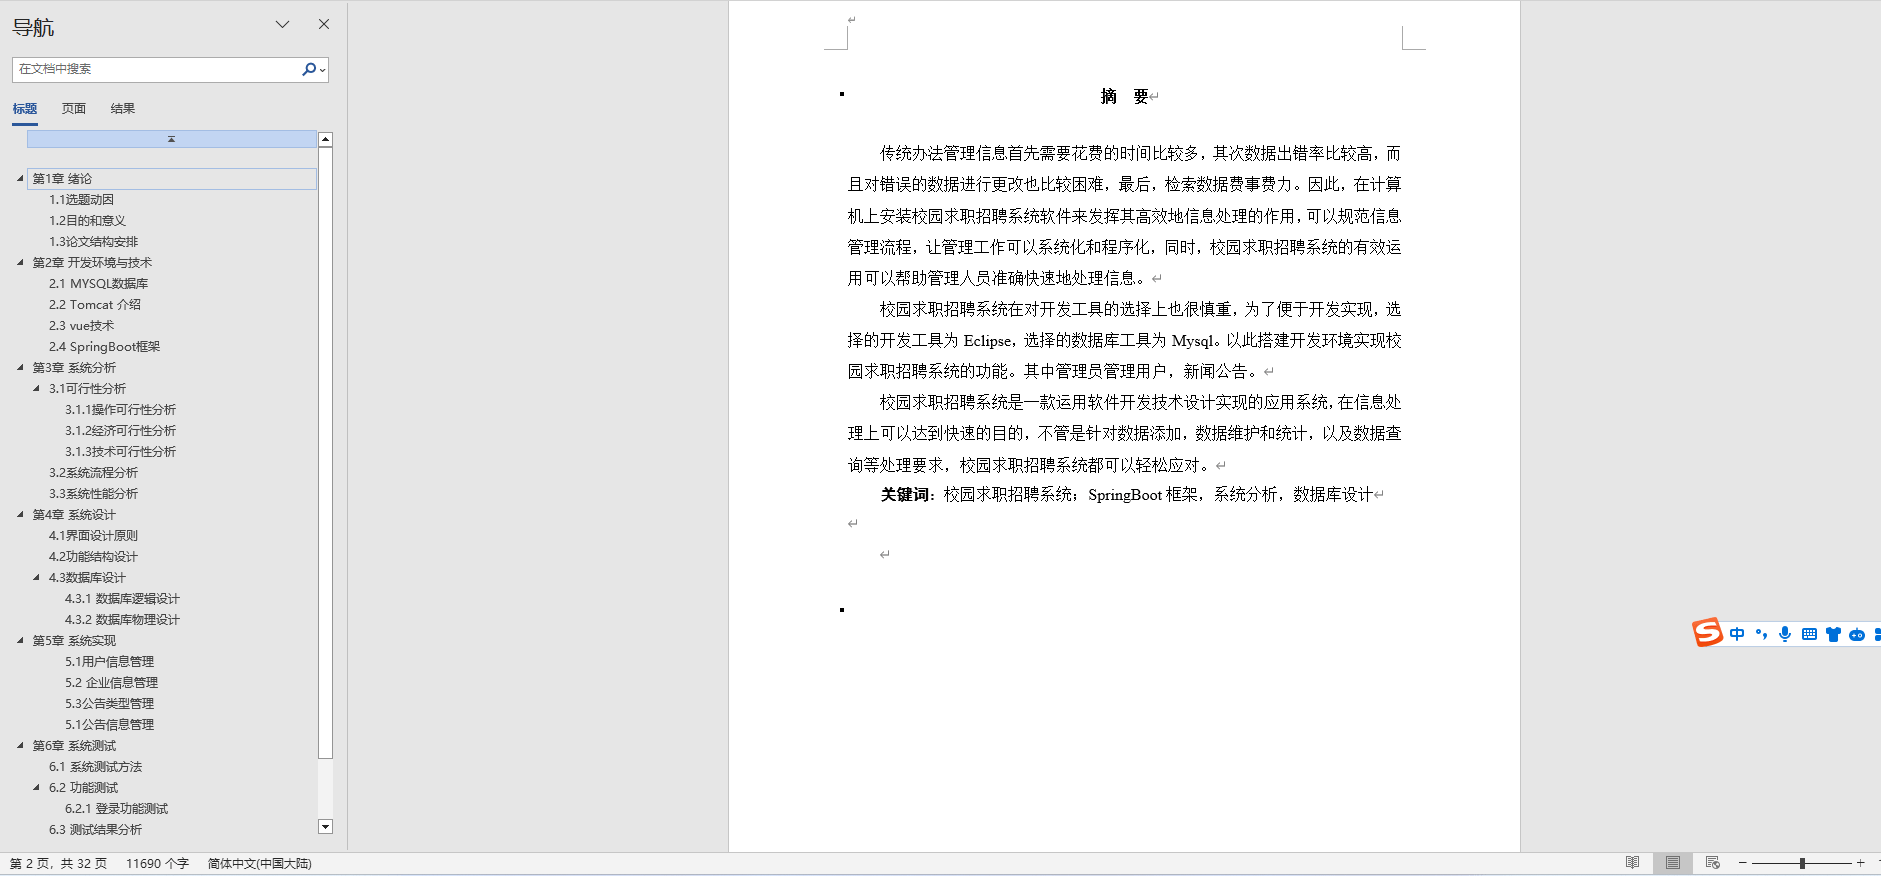 导航
在文档中搜索
标题 页面 结果
第1章 绪论
1.1选题动因
1.2目的和意义
1.3论文结构安排
第2章 开发环境与技术
2.1 MYSQL数据库
2.2 Tomcat 介绍
2.3 vue技术
2.4 SpringBoot框架
第3章 系统分析
3.1可行性分析
3.1.1操作可行性分析
3.1.2经济可行性分析
3.1.3技术可行性分析
3.2系统流程分析
3.3系统性能分析
第4章 系统设计
4.1界面设计原则
4.2功能结构设计
4.3数据库设计
4.3.1 数据库逻辑设计
4.3.2 数据库物理设计
第5章 系统实现
5.1用户信息管理
5.2 企业信息管理
5.3公告类型管理
5.1公告信息管理
第6章 系统测试
6.1 系统测试方法
6.2 功能测试
6.2.1 登录功能测试
6.3 测试结果分析
摘 要
传统办法管理信息首先需要花费的时间比较多，其次数据出错率比较高，而
且对错误的数据进行更改也比较困难，最后，检索数据费事费力。因此，在计算
机上安装校园求职招聘系统软件来发挥其高效地信息处理的作用，可以规范信息
管理流程，让管理工作可以系统化和程序化，同时，校园求职招聘系统的有效运
用可以帮助管理人员准确快速地处理信息。
校园求职招聘系统在对开发工具的选择上也很慎重，为了便于开发实现，选
择的开发工具为 Eclipse，选择的数据库工具为 Mysql。以此搭建开发环境实现校
园求职招聘系统的功能。其中管理员管理用户，新闻公告。
校园求职招聘系统是一款运用软件开发技术设计实现的应用系统，在信息处
理上可以达到快速的目的，不管是针对数据添加，数据维护和统计，以及数据查
询等处理要求，校园求职招聘系统都可以轻松应对。
关键词：校园求职招聘系统；SpringBoot 框架，系统分析，数据库设计
中
第 2 页，共 32 页 11690 个字 简体中文(中国大陆)